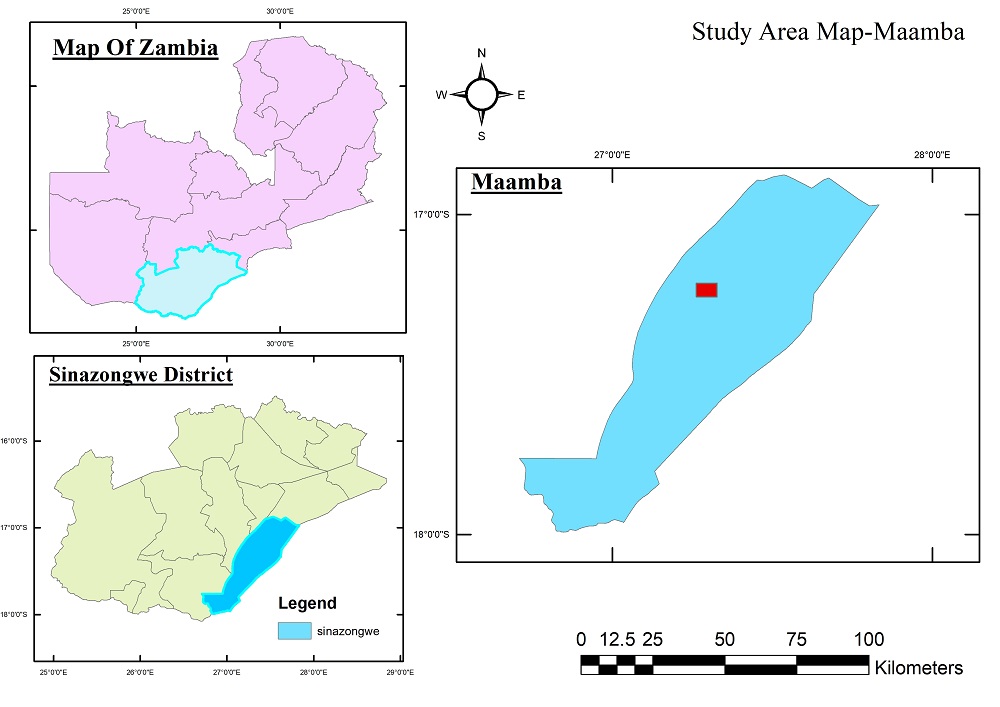 Study Area Map-Maamba
25°0'0"E 30°0'0"E
Map Of Zambia
25°0'0"E 30°0'0"E
N
W E
S
27°0'0"E 28°0'0"E
Maamba
17°0'0"S
18°0'0"S
Sinazongwe District
16°0'0"S
17°0'0"S
18°0'0"S
Legend
sinazongwe
25°0'0"E 26°0'0"E 27°0'0"E 28°0'0"E 29°0'0"E
0 12.5 25 50 75 100
Kilometers